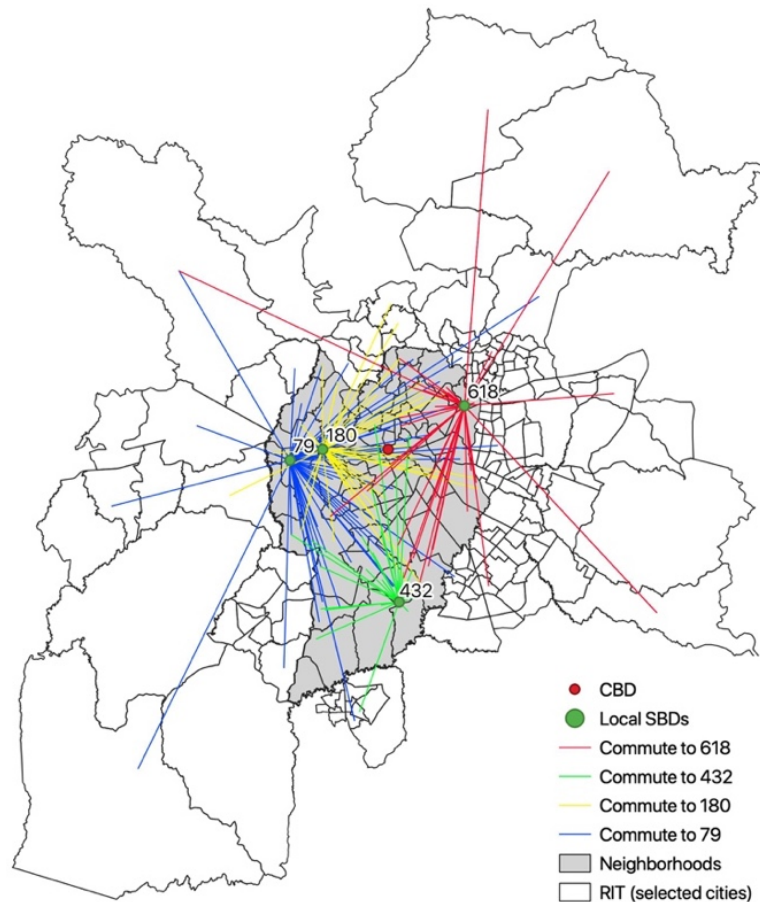 618
180
79
432
CBD
Local SBDs
Commute to 618
Commute to 432
Commute to 180
Commute to 79
Neighborhoods
RIT (selected cities)